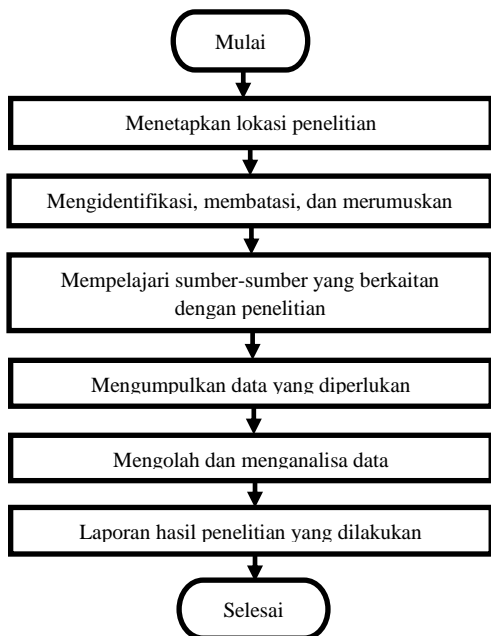 Mulai
Menetapkan lokasi penelitian
Mengidentifikasi, membatasi, dan merumuskan
Mempelajari sumber-sumber yang berkaitan
dengan penelitian
Mengumpulkan data yang diperlukan
Mengolah dan menganalisa data
Laporan hasil penelitian yang dilakukan
Selesai